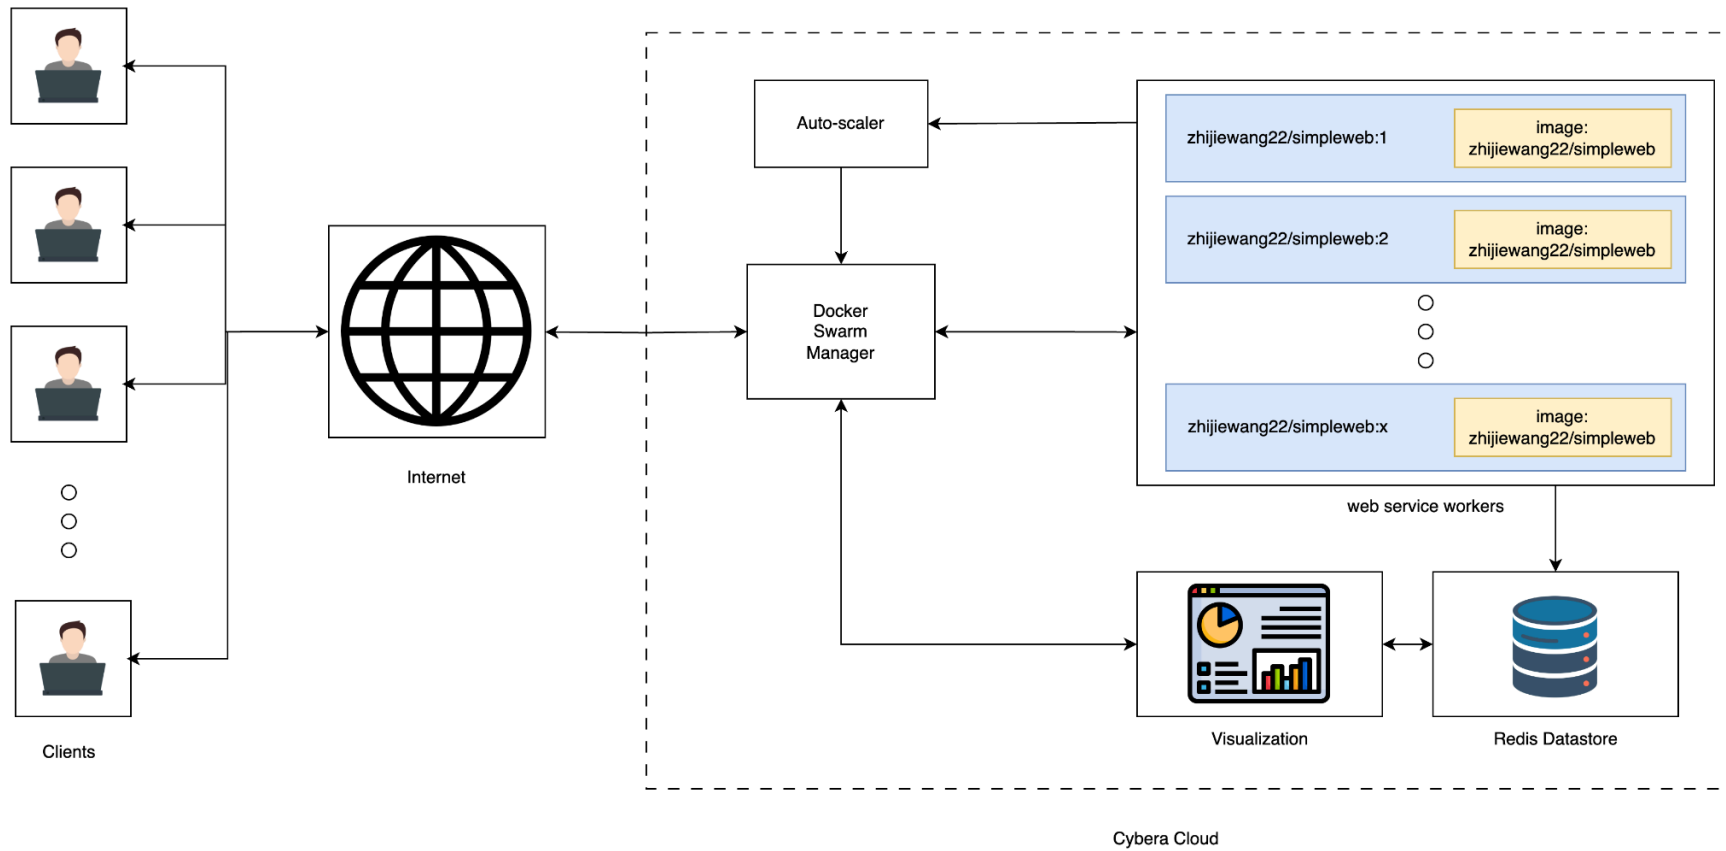 Auto-scaler
zhijiewang22/simpleweb:1
image:
zhijiewang22/simpleweb
zhijiewang22/simpleweb:2
image:
zhijiewang22/simpleweb
Docker
Swarm
Manager
zhijiewang22/simpleweb:x
image:
zhijiewang22/simpleweb
Internet
web service workers
Clients
Visualization
Redis Datastore
Cybera Cloud